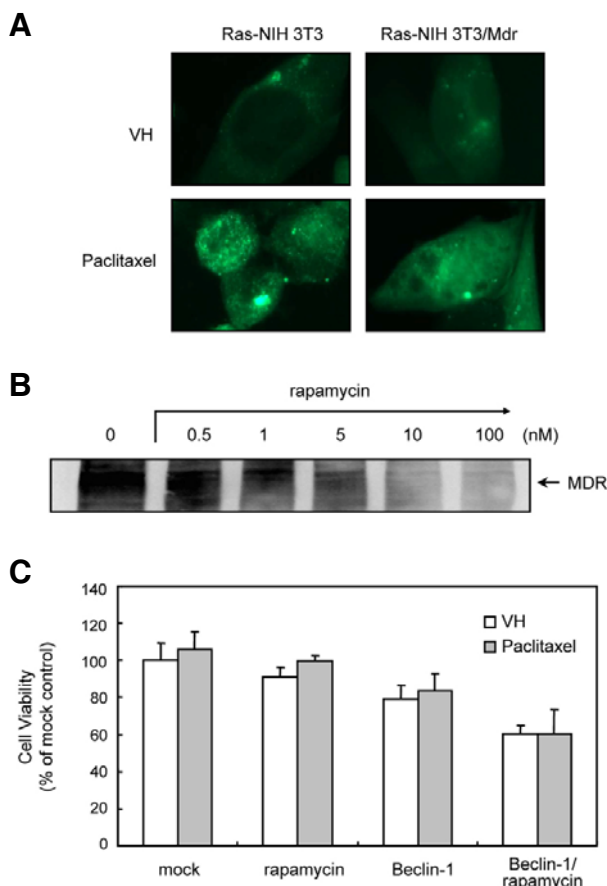 A
Ras-NIH 3T3 Ras-NIH 3T3/Mdr
VH
Paclitaxel
B
rapamycin
0 0.5 1 5 10 100 (nM)
← MDR
C
Cell Viability
(% of mock control)
140
120
100
80
60
40
20
0
VH
Paclitaxel
mock rapamycin Beclin-1 Beclin-1/
rapamycin